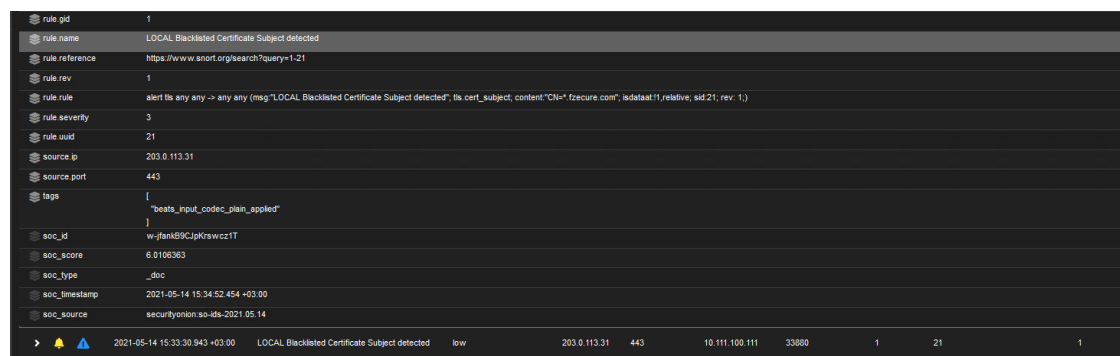 rule.gid 1
rule.name LOCAL Blacklisted Certificate Subject detected
rule.reference https://www.snort.org/search?query=1-21
rule.rev 1
rule.rule alert tls any any -> any any (msg:"LOCAL Blacklisted Certificate Subject detected"; tls.cert_subject; content:"CN=*.fzecure.com"; isdataat:!1,relative; sid:21; rev: 1;)
rule.severity 3
rule.uuid 21
source.ip 203.0.113.31
source.port 443
tags [
"beats_input_codec_plain_applied"
]
soc_id w-jfankB9CJpKrswcz1T
soc_score 6.0106363
soc_type _doc
soc_timestamp 2021-05-14 15:34:52.454 +03:00
soc_source securityonion:so-ids-2021.05.14
2021-05-14 15:33:30.943 +03:00 LOCAL Blacklisted Certificate Subject detected low 203.0.113.31 443 10.111.100.111 33880 1 21 1